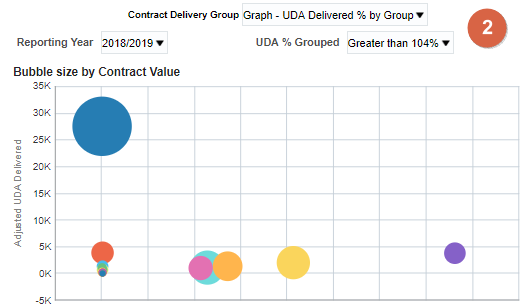 Contract Delivery Group Graph - UDA Delivered % by Group
2
Reporting Year 2018/2019 UDA % Grouped Greater than 104%
Bubble size by Contract Value
Adjusted UDA Delivered
35K
30K
25K
20K
15K
10K
5K
0K
-5K